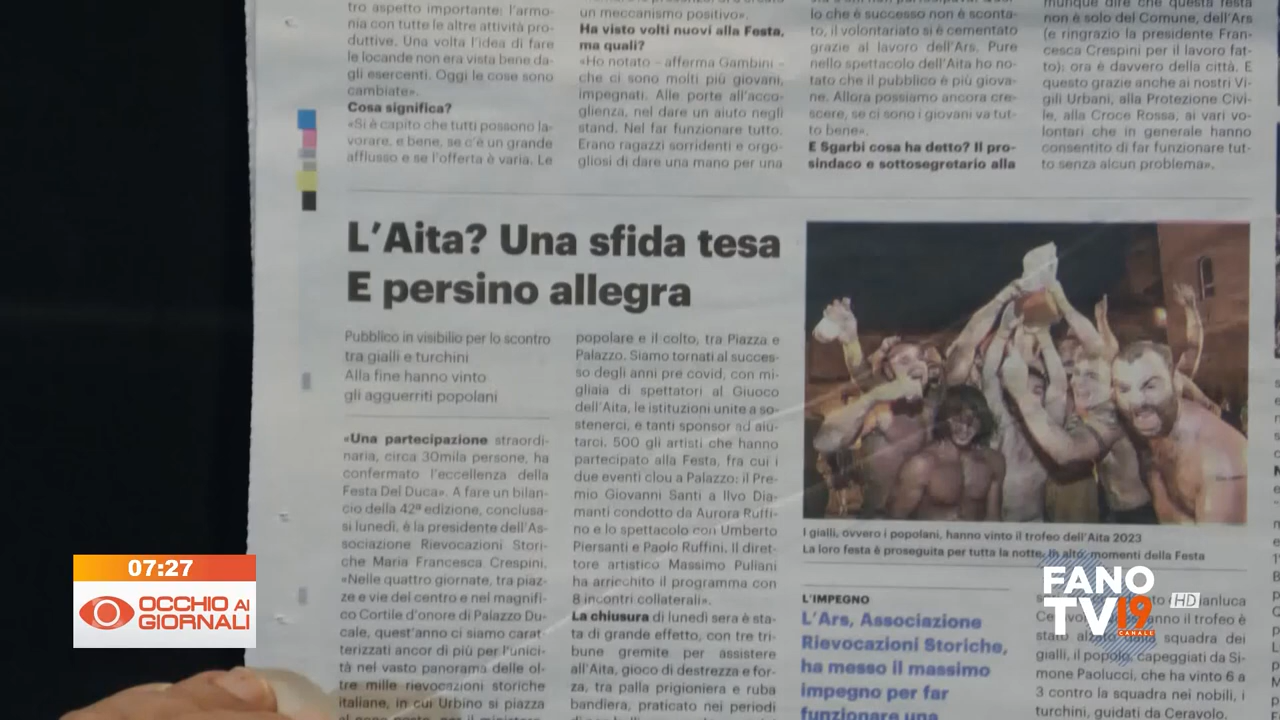 tro aspetto importante: l'armo-
nia con tutte le altre attività pro-
duttive. Una volta l'idea di fare
le locande non era vista bene da-
gli esercenti. Oggi le cose sono
cambiate».
Cosa significa?
«Si è capito che tutti possono la-
vorare, e bene, se c'è un grande
afflusso e se l'offerta è varia. Le
un meccanismo positivo».
Ha visto volti nuovi alla Festa,
ma quali?
«Ho notato – afferma Gambini –
che ci sono molti più giovani,
impegnati. Alle porte all'acco-
glienza, nel dare un aiuto negli
stand. Nel far funzionare tutto.
Erano ragazzi sorridenti e orgo-
gliosi di dare una mano per una
lo che è successo non è sconta-
to, il volontariato si è cementato
grazie al lavoro dell'Ars. Pure
nello spettacolo dell'Aita ho no-
tato che il pubblico è più giova-
ne. Allora possiamo ancora cre-
scere, se ci sono i giovani va tut-
to bene».
E Sgarbi cosa ha detto? Il pro-
sindaco e sottosegretario alla
munque dire che questa festa
non è solo del Comune, dell'Ars
(e ringrazio la presidente Fran-
cesca Crespini per il lavoro fat-
to): ora è davvero della città. E
questo grazie anche ai nostri Vi-
gili Urbani, alla Protezione Civi-
le, alla Croce Rossa, ai vari vo-
lontari che in generale hanno
consentito di far funzionare tut-
to senza alcun problema».
L'Aita? Una sfida tesa
E persino allegra
Pubblico in visibilio per lo scontro
tra gialli e turchini
Alla fine hanno vinto
gli agguerriti popolani
«Una partecipazione straordi-
naria, circa 30mila persone, ha
confermato l'eccellenza della
Festa Del Duca». A fare un bilan-
cio della 42ª edizione, conclusa-
si lunedì, è la presidente dell'As-
sociazione Rievocazioni Stori-
che Maria Francesca Crespini.
«Nelle quattro giornate, tra piaz-
ze e vie del centro e nel magnifi-
co Cortile d'onore di Palazzo Du-
cale, quest'anno ci siamo carat-
terizzati ancor di più per l'unici-
tà nel vasto panorama delle ol-
tre mille rievocazioni storiche
italiane, in cui Urbino si piazza
popolare e il colto, tra Piazza e
Palazzo. Siamo tornati al succes-
so degli anni pre covid, con mi-
gliaia di spettatori al Giuoco
dell'Aita, le istituzioni unite a so-
stenerci, e tanti sponsor ad aiu-
tarci. 500 gli artisti che hanno
partecipato alla Festa, fra cui i
due eventi clou a Palazzo: il Pre-
mio Giovanni Santi a Ilvo Dia-
manti condotto da Aurora Ruffi-
no e lo spettacolo con Umberto
Piersanti e Paolo Ruffini. Il diret-
tore artistico Massimo Puliani
ha arricchito il programma con
8 incontri collaterali».
La chiusura di lunedì sera è sta-
ta di grande effetto, con tre tri-
bune gremite per assistere
all'Aita, gioco di destrezza e for-
za, tra palla prigioniera e ruba
bandiera, praticato nei periodi
I gialli, ovvero i popolani, hanno vinto il trofeo dell'Aita 2023
La loro festa è proseguita per tutta la notte. In alto, momenti della Festa
L'IMPEGNO
L'Ars, Associazione
Rievocazioni Storiche,
ha messo il massimo
impegno per far
funzionare una
anno il trofeo è
squadra dei
gialli, il popolo, capeggiati da Si-
mone Paolucci, che ha vinto 6 a
3 contro la squadra nei nobili, i
turchini, guidati da Ceravolo.
07:27
OCCHIO AI
GIORNALI
FANO
TV19 HD
CANALE